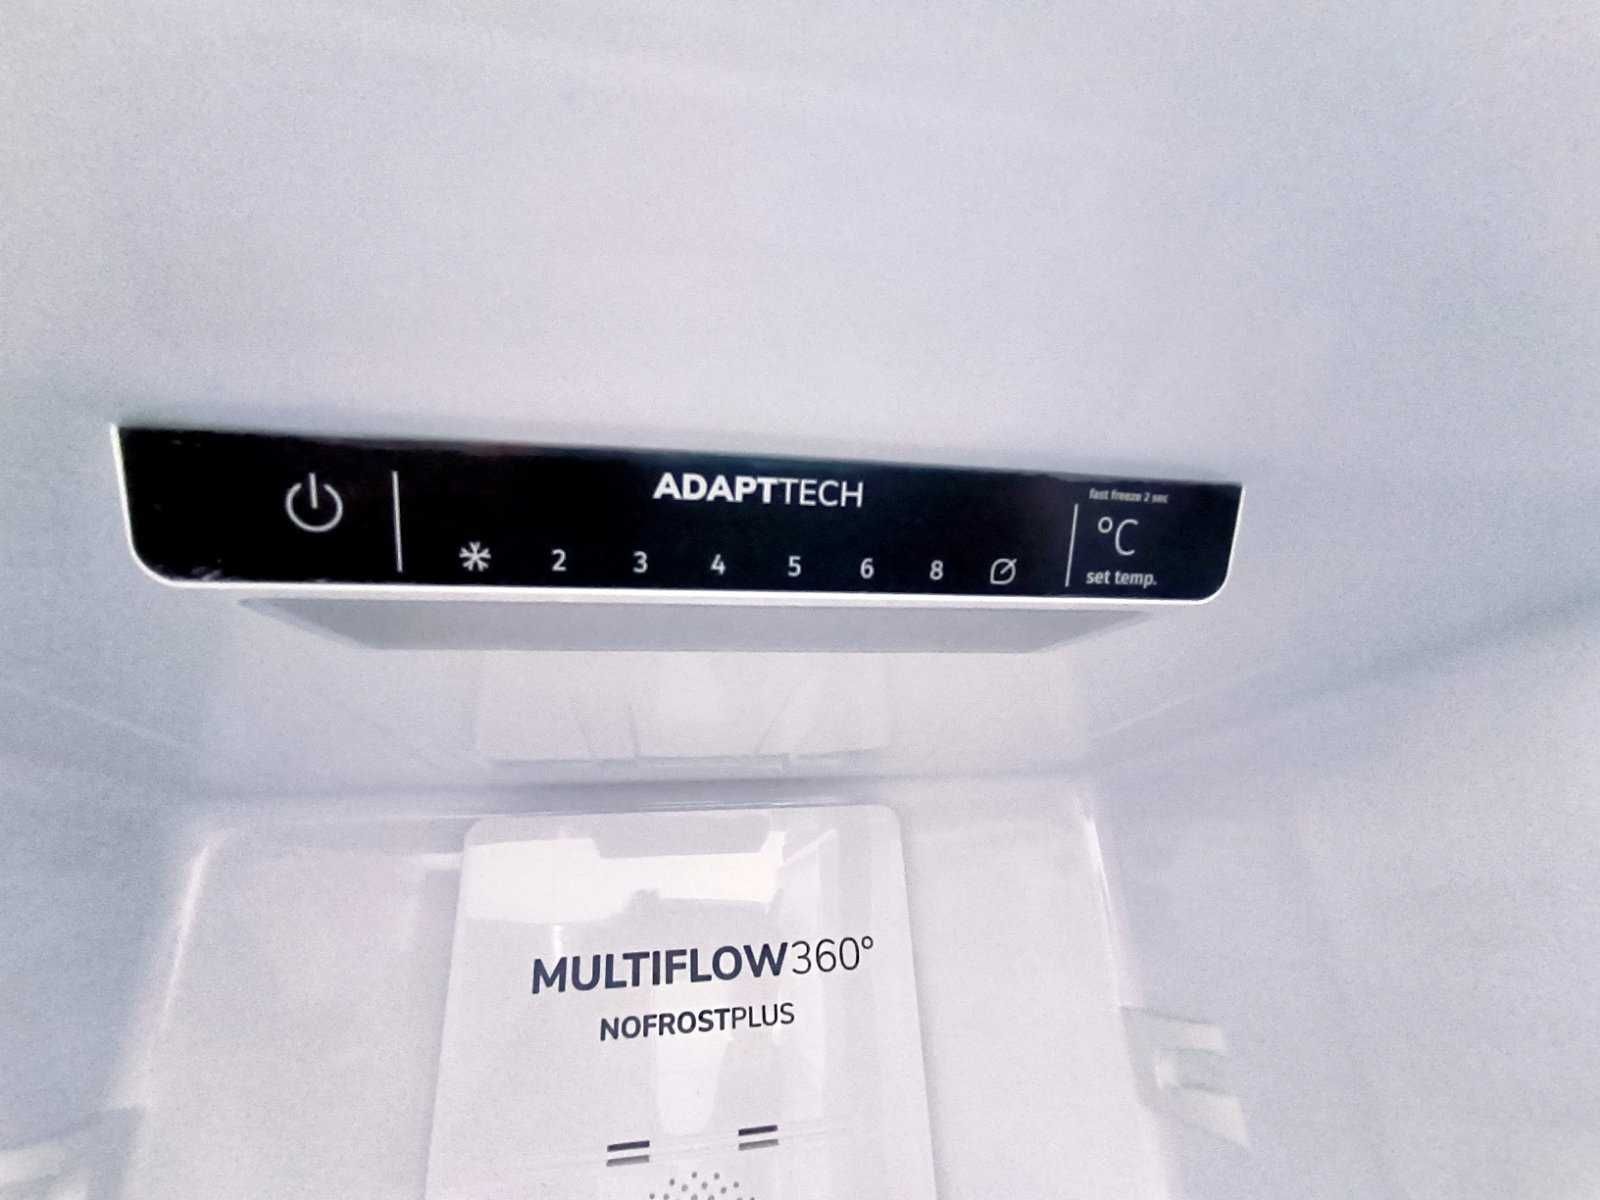 ADAPTTECH
fast freeze 2 sec
2 3 4 5 6 8
°C
set temp.
MULTIFLOW360°
NOFROSTPLUS